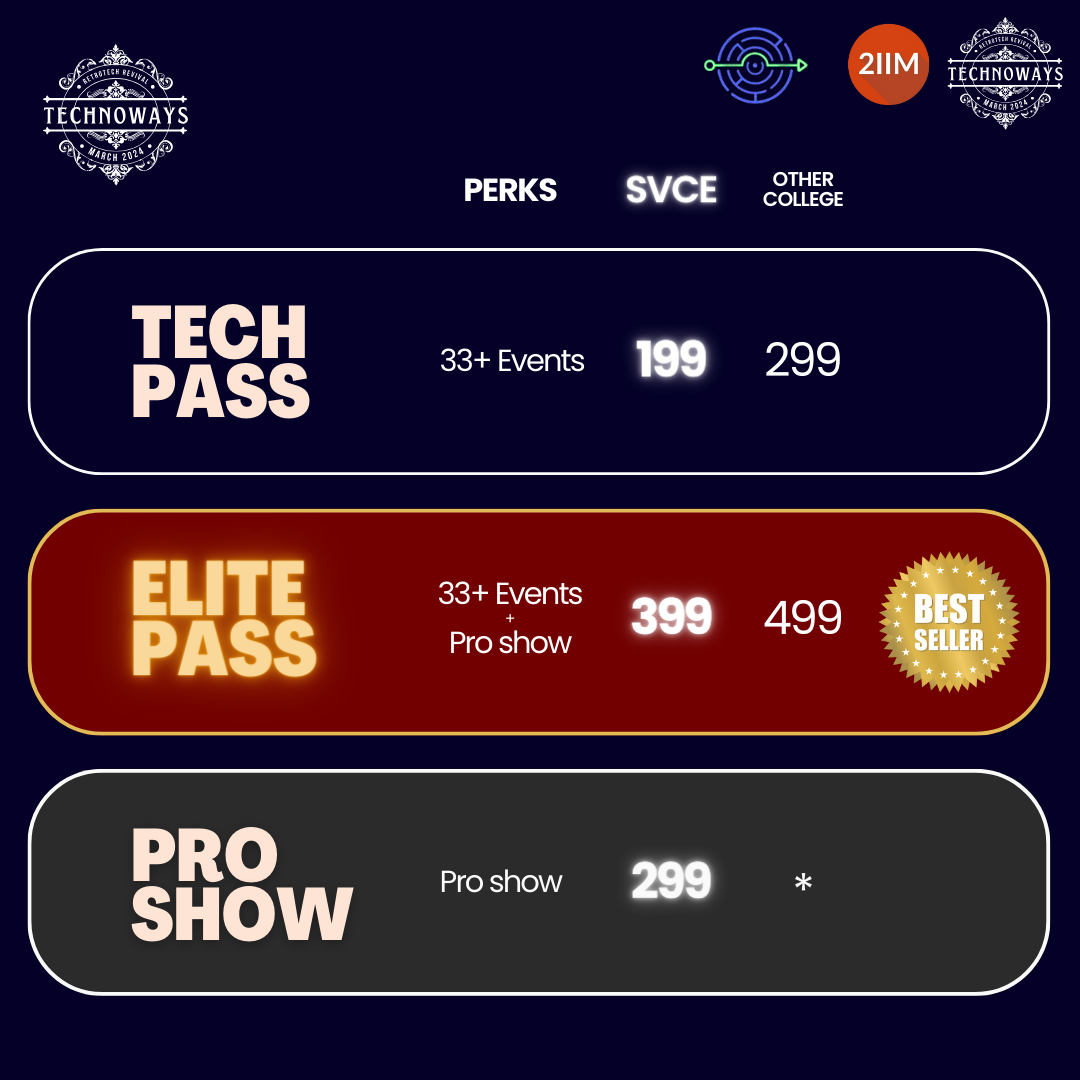 RETROTECH REVIVAL
TECHNOWAYS
MARCH 2024
2IIM
RETROTECH REVIVAL
TECHNOWAYS
MARCH 2024
PERKS SVCE OTHER
COLLEGE
TECH
PASS
33+ Events 199 299
ELITE
PASS
33+ Events
+
Pro show
399 499
BEST
SELLER
PRO
SHOW
Pro show 299 *